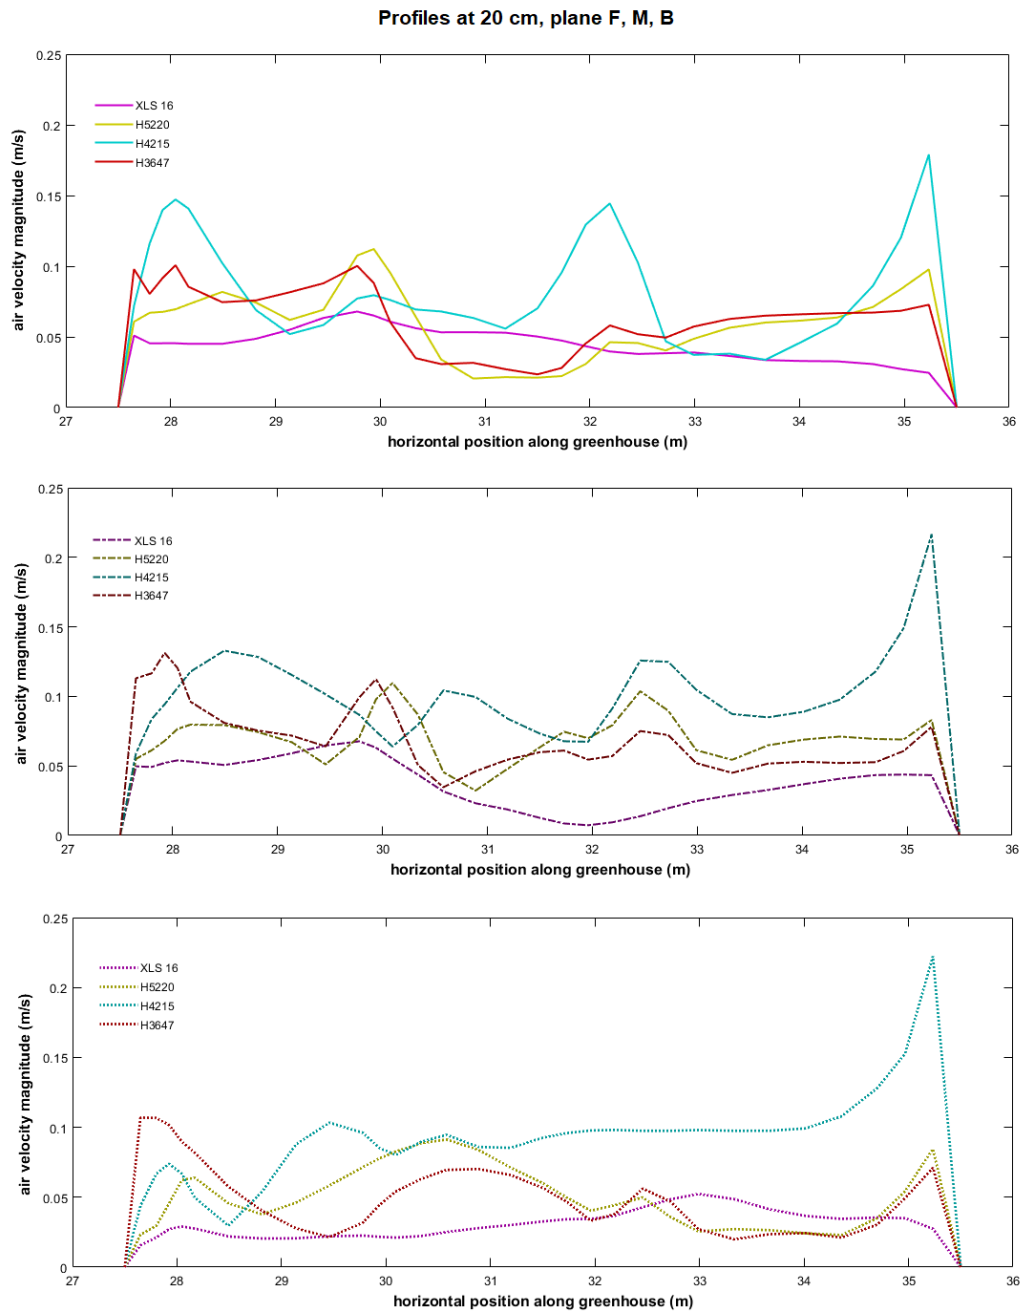 Profiles at 20 cm, plane F, M, B
0.25
0.2
0.15
0.1
0.05
0
air velocity magnitude (m/s)
XLS 16
H5220
H4215
H3647
27 28 29 30 31 32 33 34 35 36
horizontal position along greenhouse (m)
0.25
0.2
0.15
0.1
0.05
0
air velocity magnitude (m/s)
XLS 16
H5220
H4215
H3647
27 28 29 30 31 32 33 34 35 36
horizontal position along greenhouse (m)
0.25
0.2
0.15
0.1
0.05
0
air velocity magnitude (m/s)
XLS 16
H5220
H4215
H3647
27 28 29 30 31 32 33 34 35 36
horizontal position along greenhouse (m)